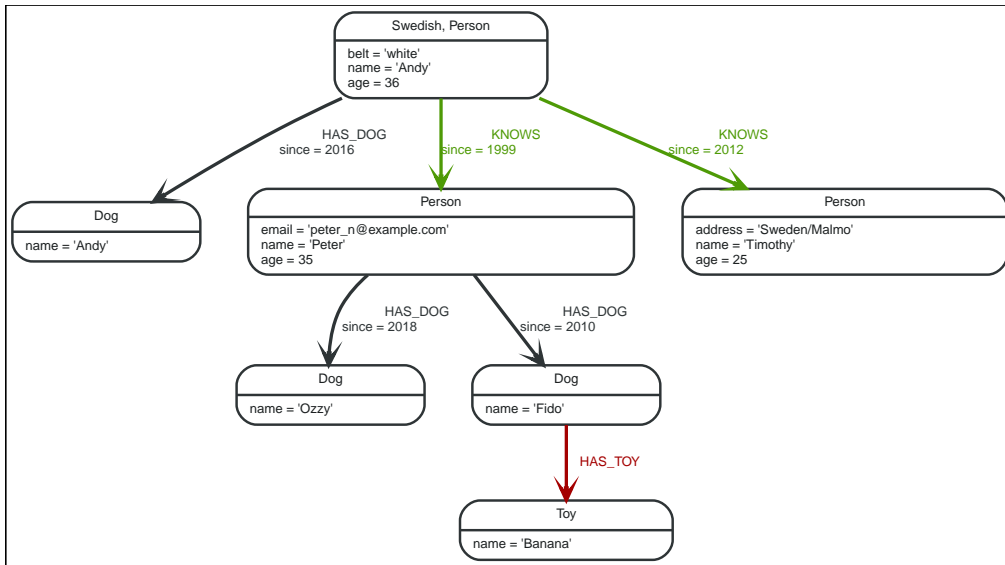 Swedish, Person
belt = 'white'
name = 'Andy'
age = 36
HAS_DOG
since = 2016
KNOWS
since = 1999
KNOWS
since = 2012
Dog
name = 'Andy'
Person
email = 'peter_n@example.com'
name = 'Peter'
age = 35
Person
address = 'Sweden/Malmo'
name = 'Timothy'
age = 25
HAS_DOG
since = 2018
HAS_DOG
since = 2010
Dog
name = 'Ozzy'
Dog
name = 'Fido'
HAS_TOY
Toy
name = 'Banana'